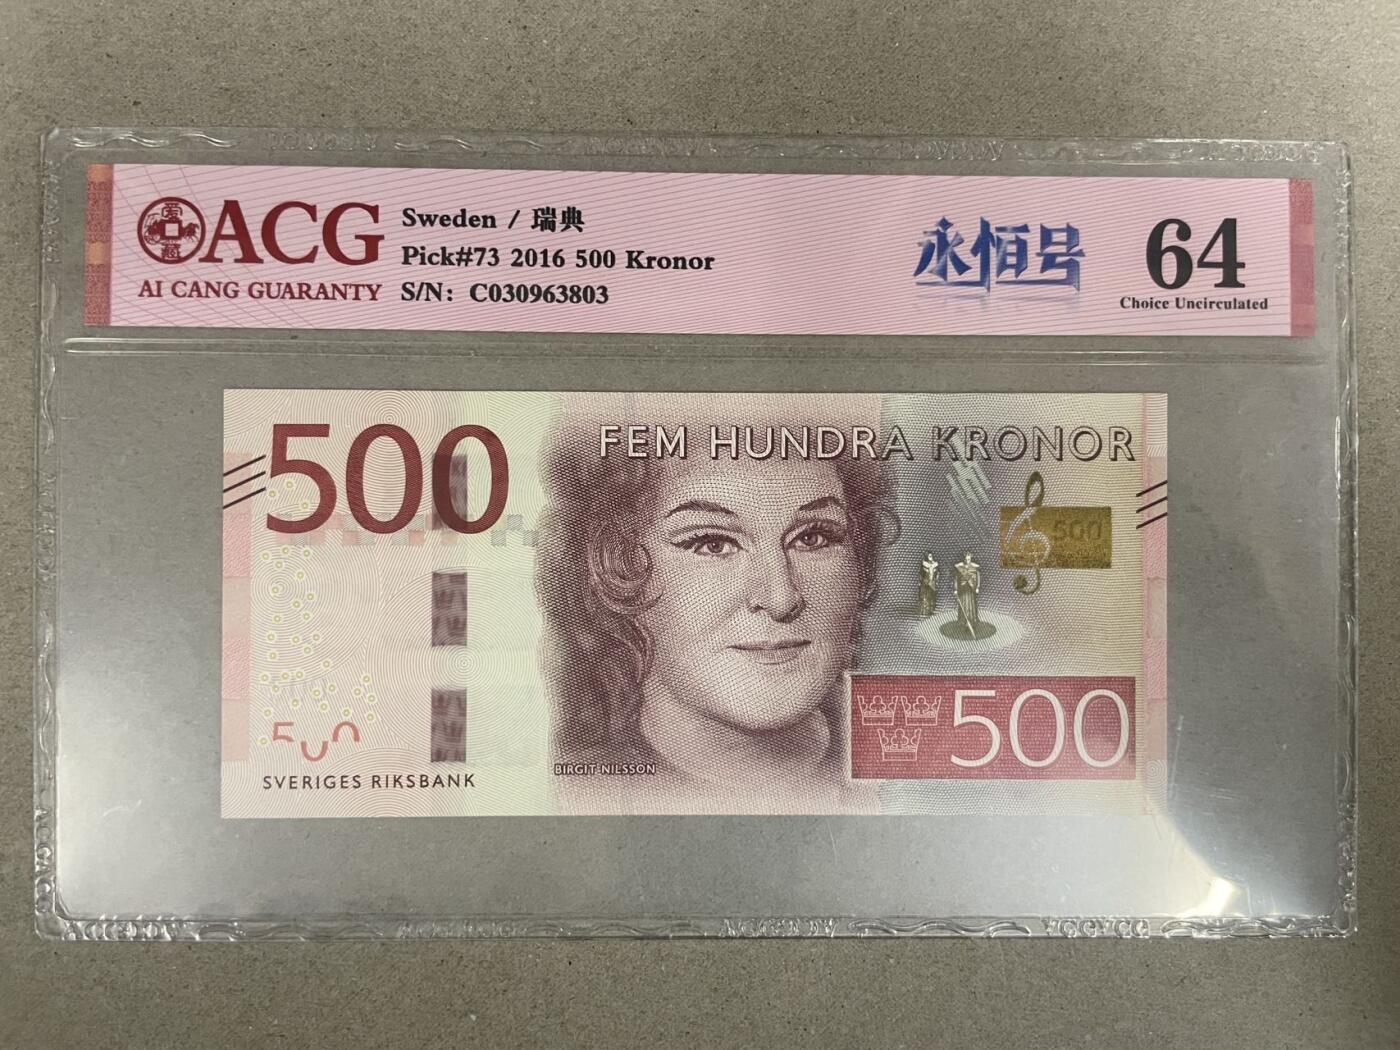 ACG
AI CANG GUARANTY
Sweden / 瑞典
Pick#73 2016 500 Kronor
S/N: C030963803
永恒号
64
Choice Uncirculated
500
FEM HUNDRA KRONOR
500
500
500
BIRGIT NILSSON
SVERIGES RIKSBANK